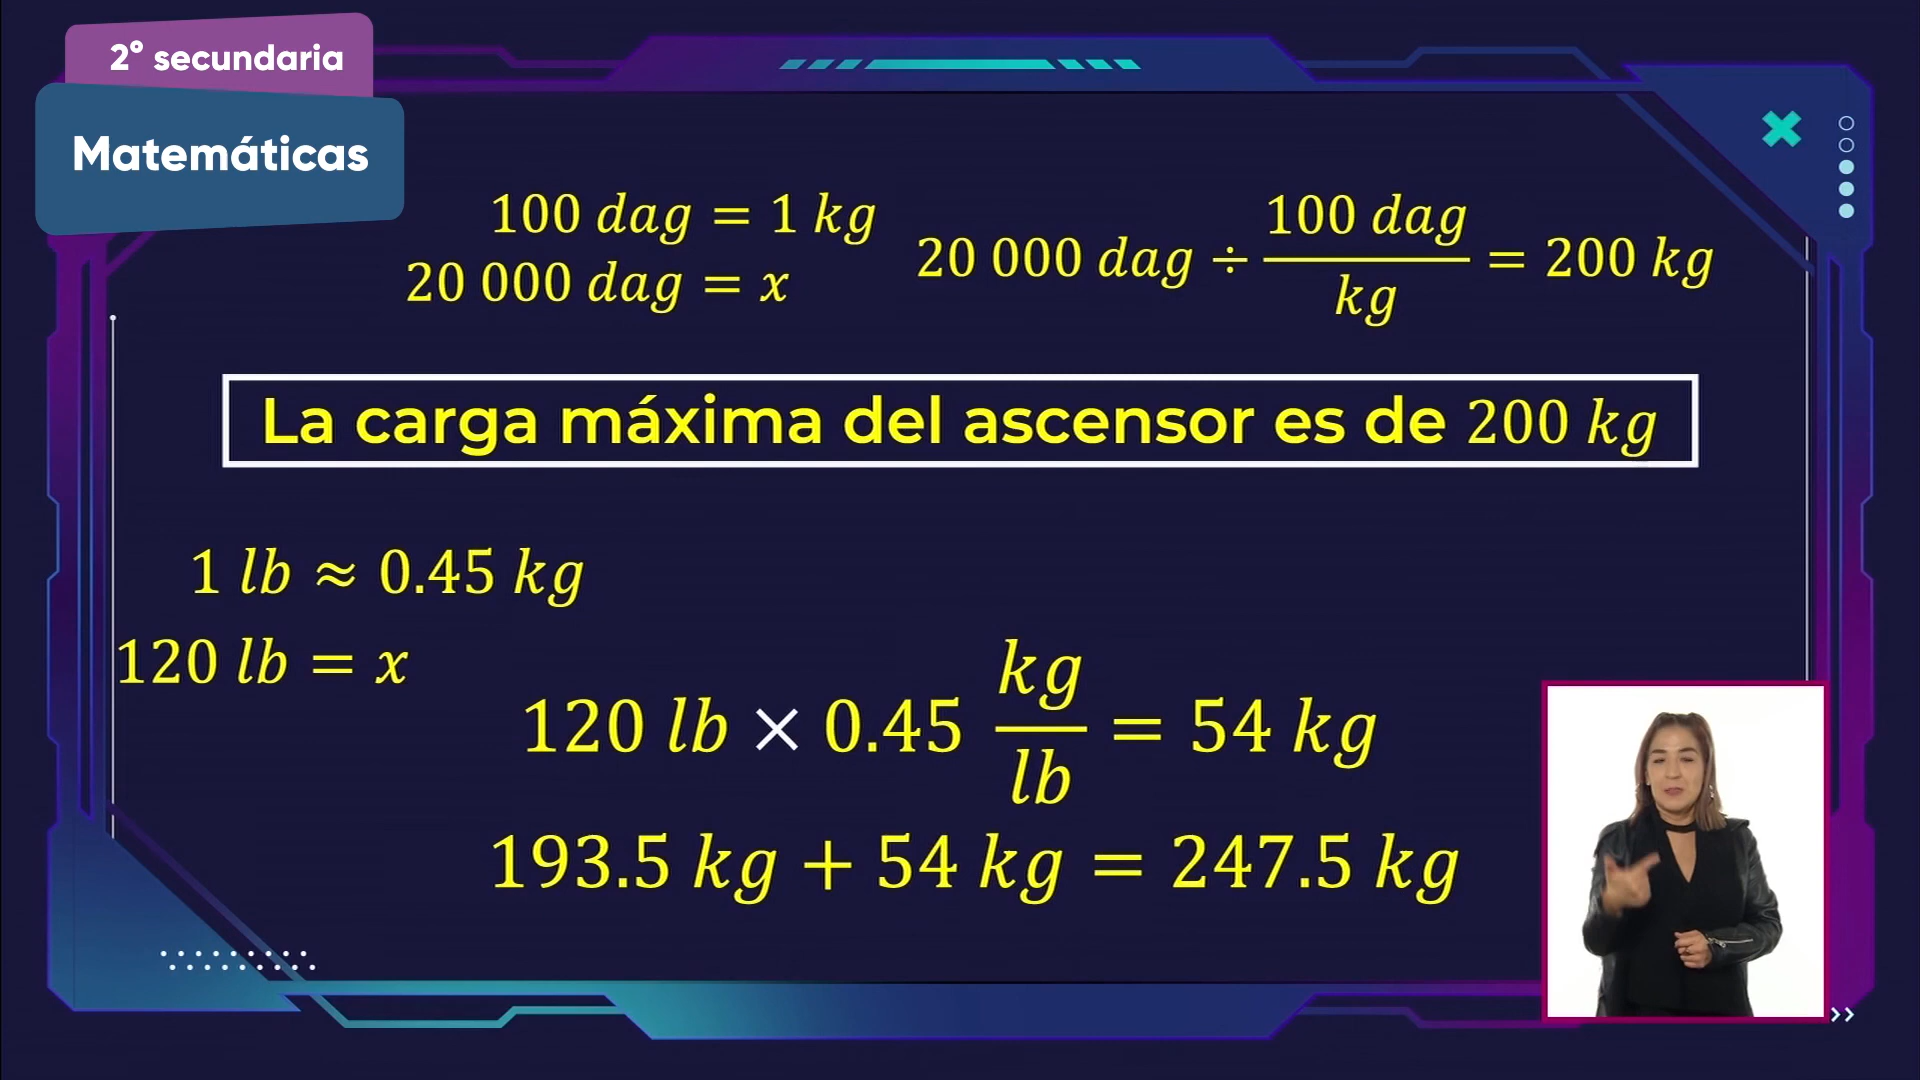 2° secundaria
Matemáticas
100 dag = 1 kg
20 000 dag = x
20 000 dag ÷ 100 dag / kg = 200 kg
La carga máxima del ascensor es de 200 kg
1 lb ≈ 0.45 kg
120 lb = x
120 lb × 0.45 kg / lb = 54 kg
193.5 kg + 54 kg = 247.5 kg